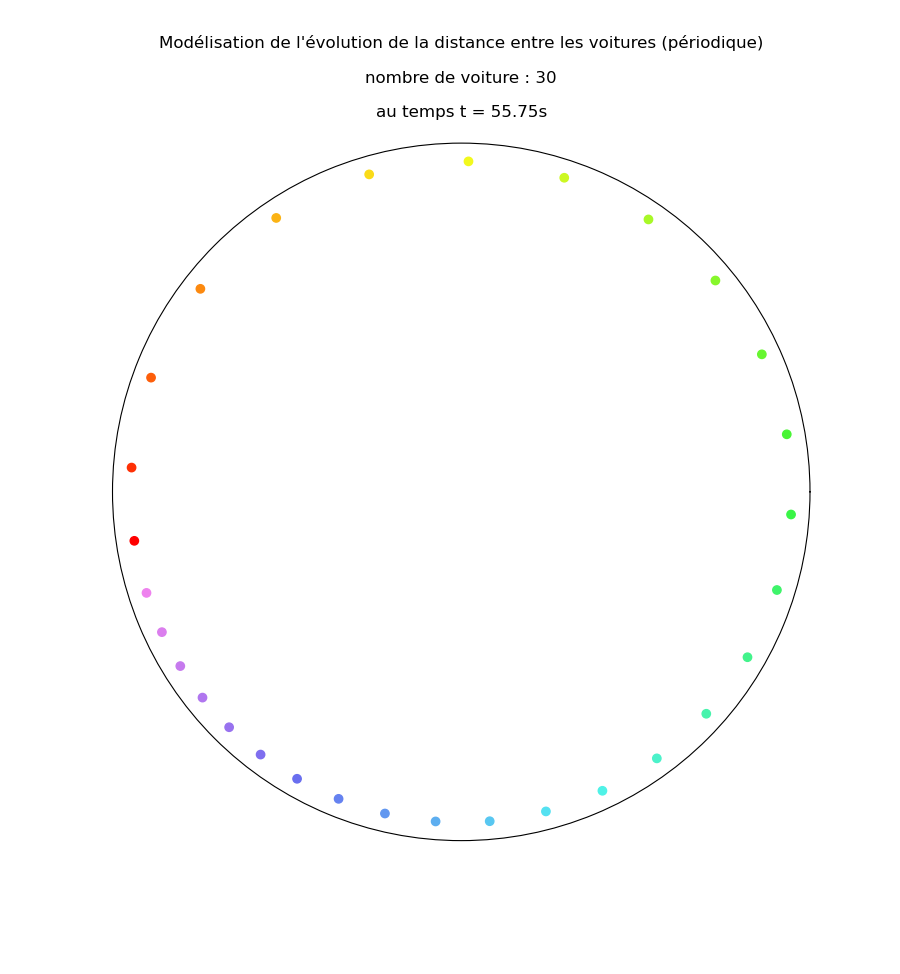 Modélisation de l'évolution de la distance entre les voitures (périodique)
nombre de voiture : 30
au temps t = 55.75s